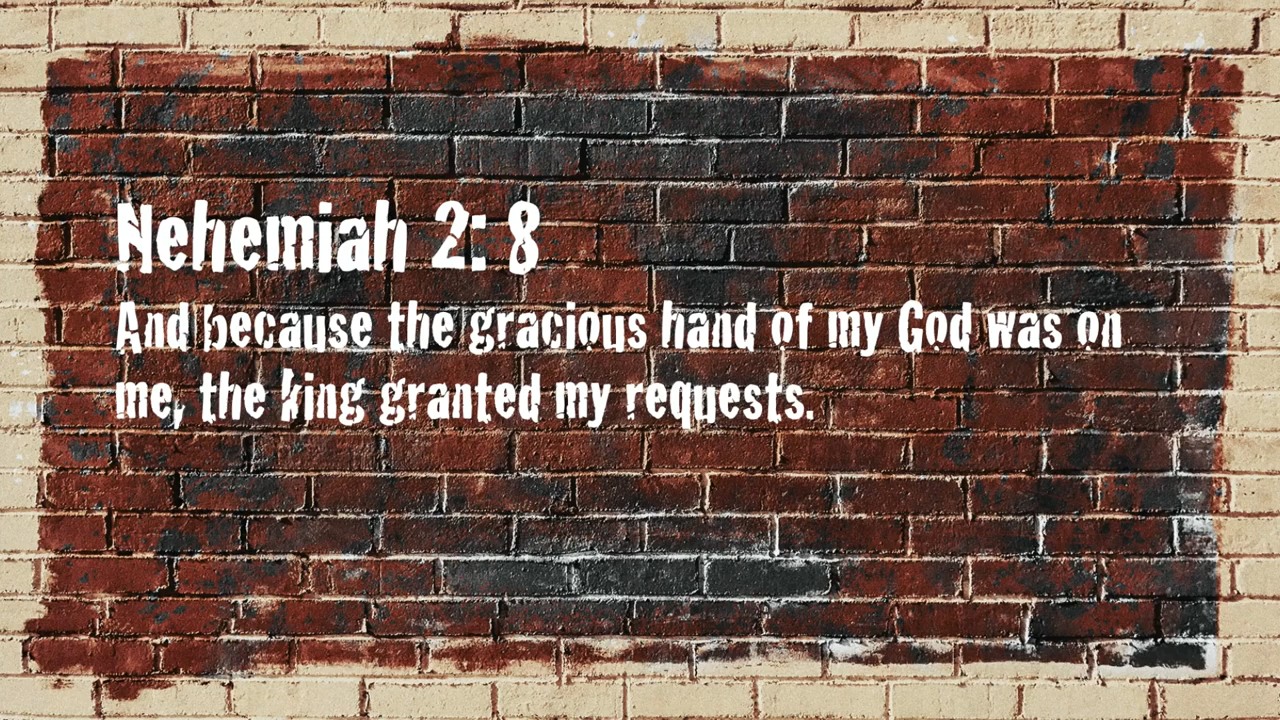 Nehemiah 2: 8
And because the gracious hand of my God was on
me, the king granted my requests.